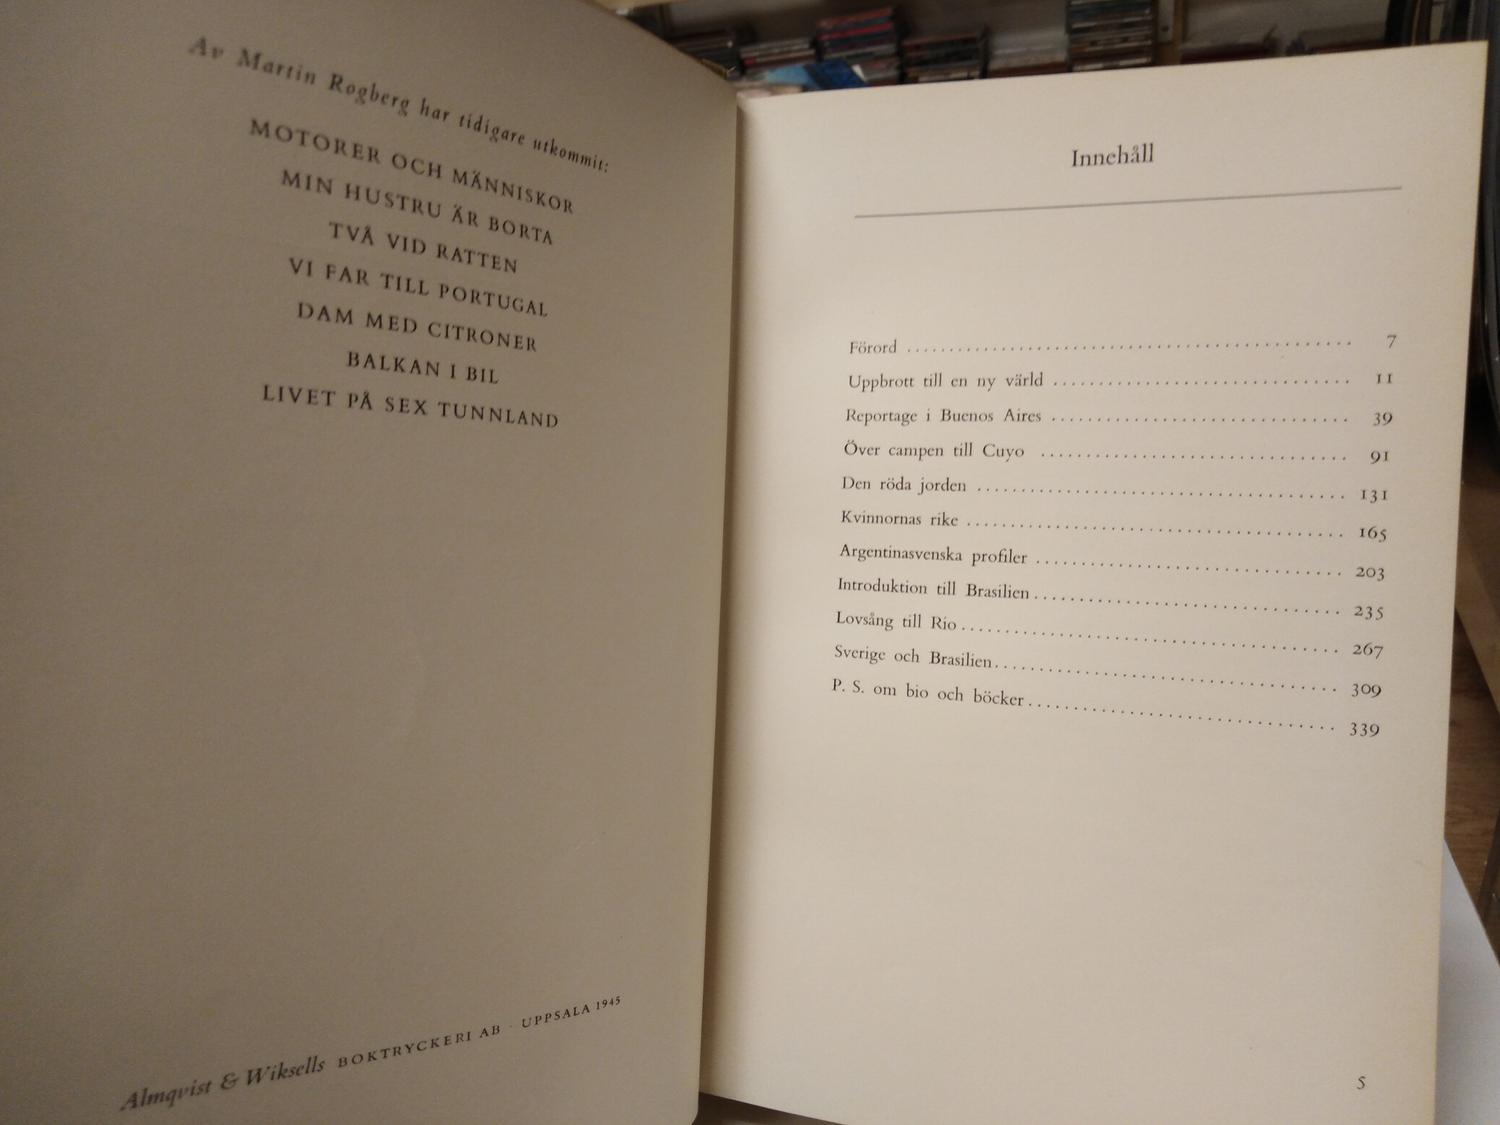 Av Martin Rogberg har tidigare utkommit:
MOTORER OCH MÄNNISKOR
MIN HUSTRU ÄR BORTA
TVÅ VID RATTEN
VI FAR TILL PORTUGAL
DAM MED CITRONER
BALKAN I BIL
LIVET PÅ SEX TUNNLAND
Almqvist & Wiksells BOKTRYCKERI AB · UPPSALA 1945
Innehåll
Förord ........................................ 7
Uppbrott till en ny värld ........................... 11
Reportage i Buenos Aires ........................... 39
Över campen till Cuyo ............................ 91
Den röda jorden ................................. 131
Kvinnornas rike .................................. 165
Argentinasvenska profiler ............................ 203
Introduktion till Brasilien ............................ 235
Lovsång till Rio ................................... 267
Sverige och Brasilien ................................ 309
P. S. om bio och böcker ............................ 339
5